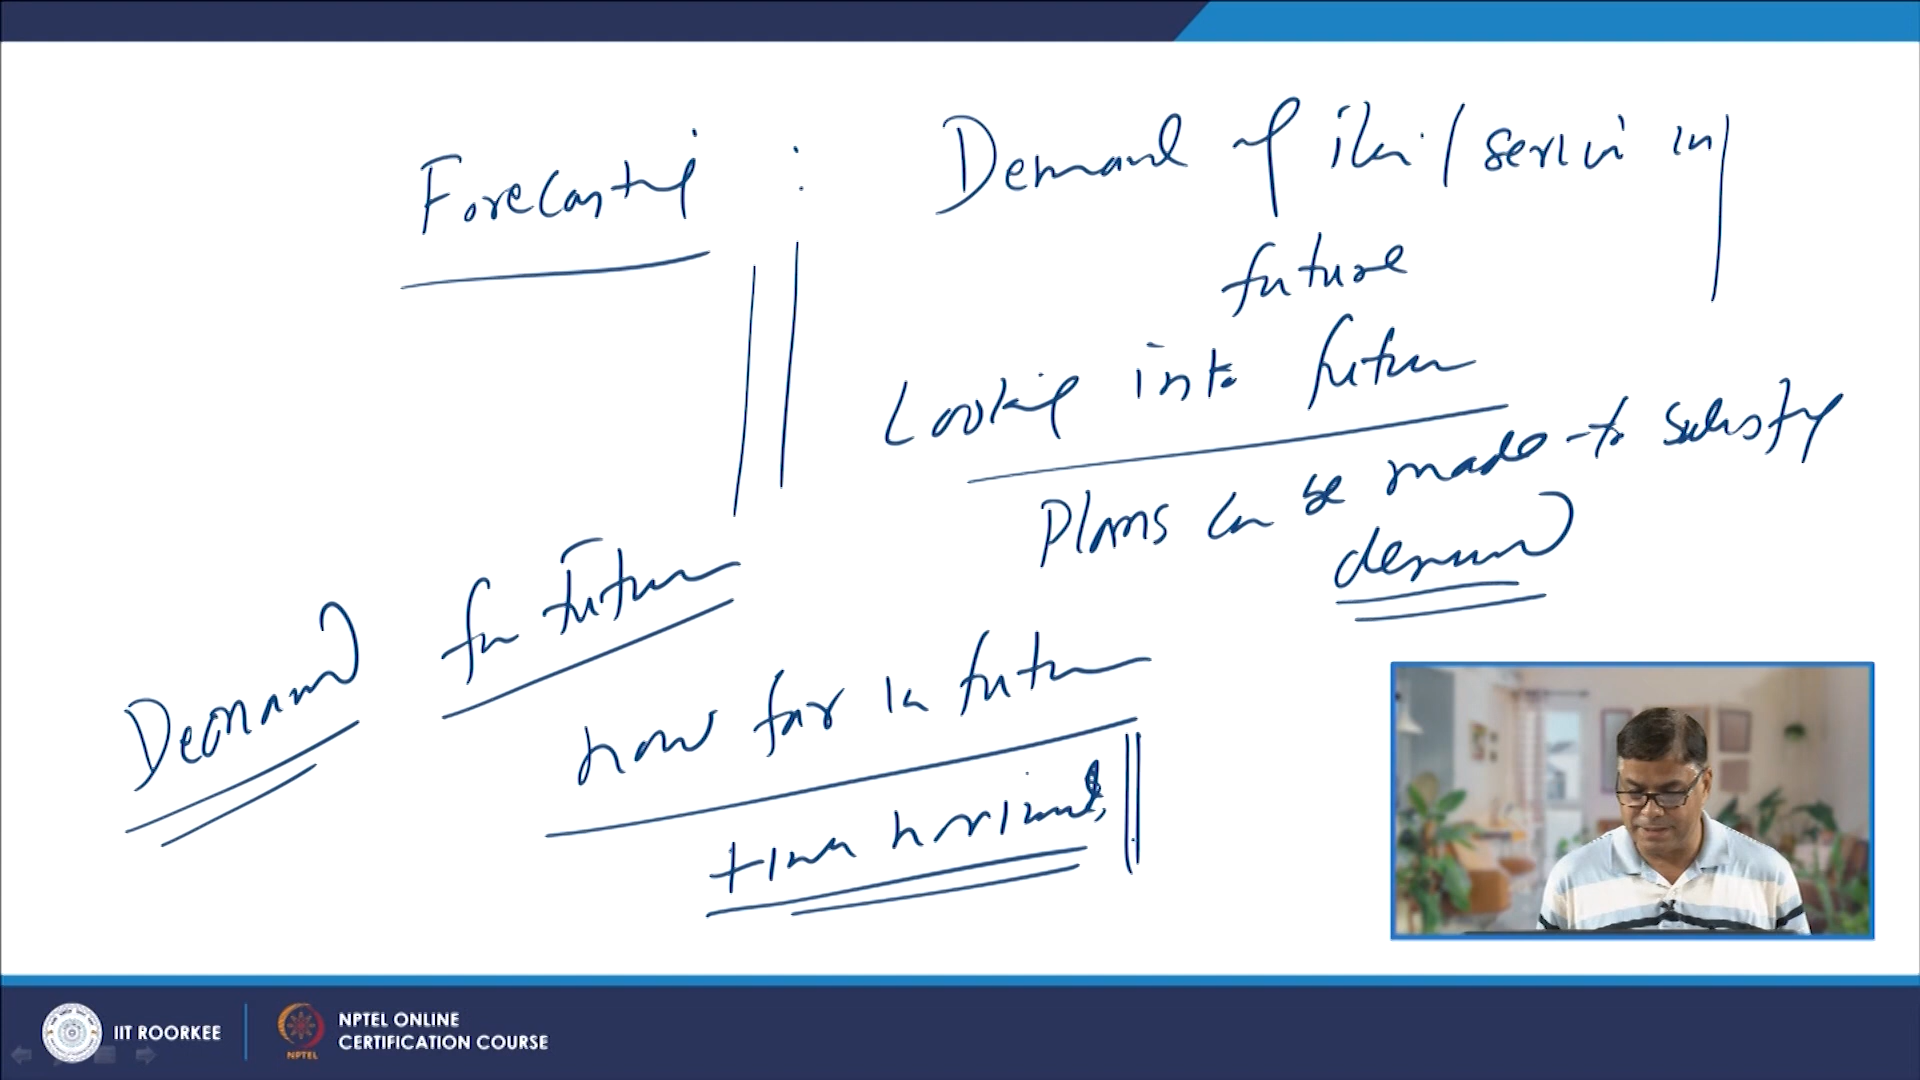 Forecasting : Demand of item / service in
future
Looking into future
Plans can be made to satisfy
demand
Demand for future
how far in future
time horizon
IIT ROORKEE
NPTEL
NPTEL ONLINE
CERTIFICATION COURSE